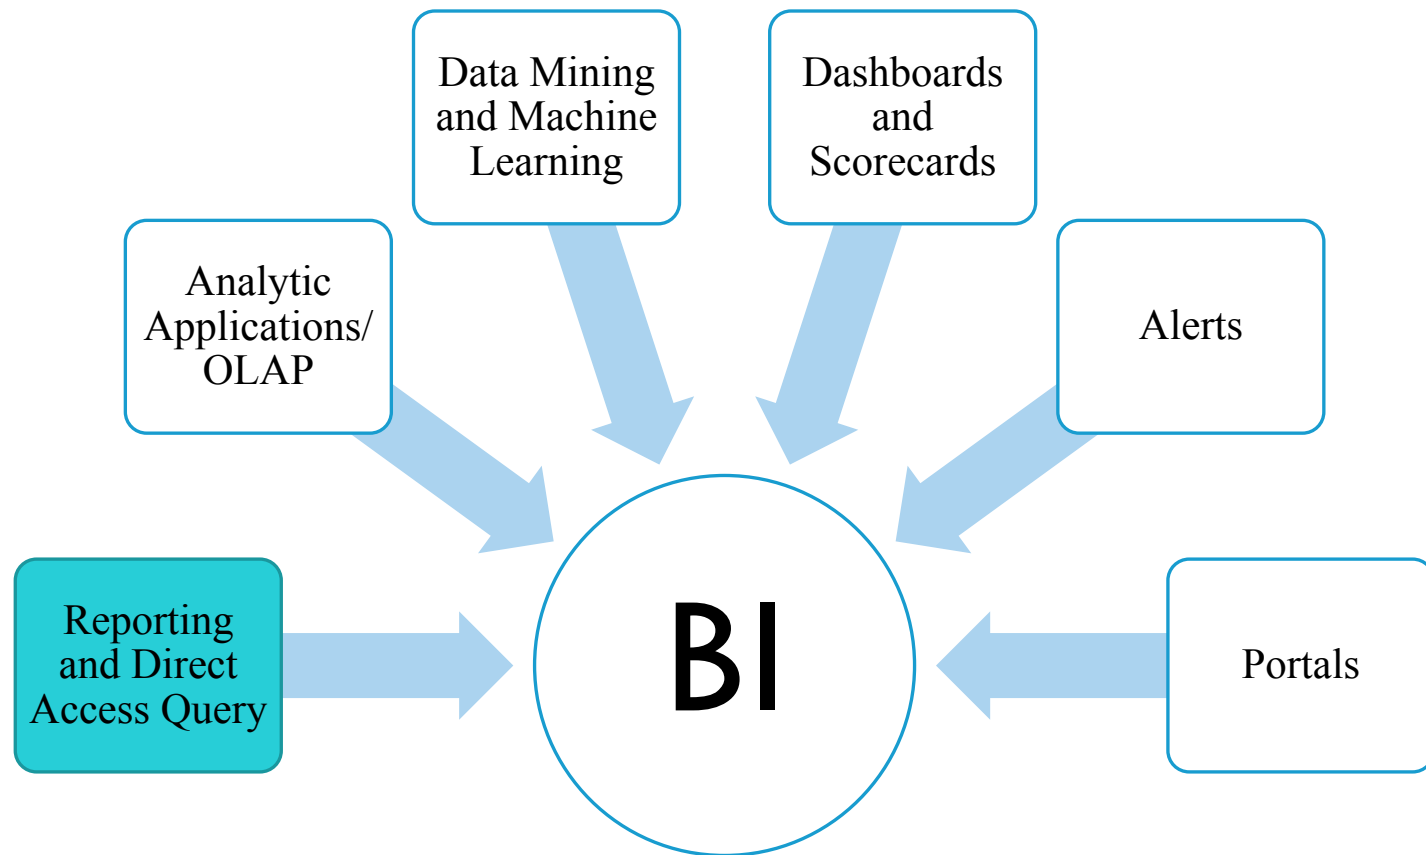 Data Mining
and Machine
Learning
Dashboards
and
Scorecards
Analytic
Applications/
OLAP
Alerts
Reporting
and Direct
Access Query
BI
Portals